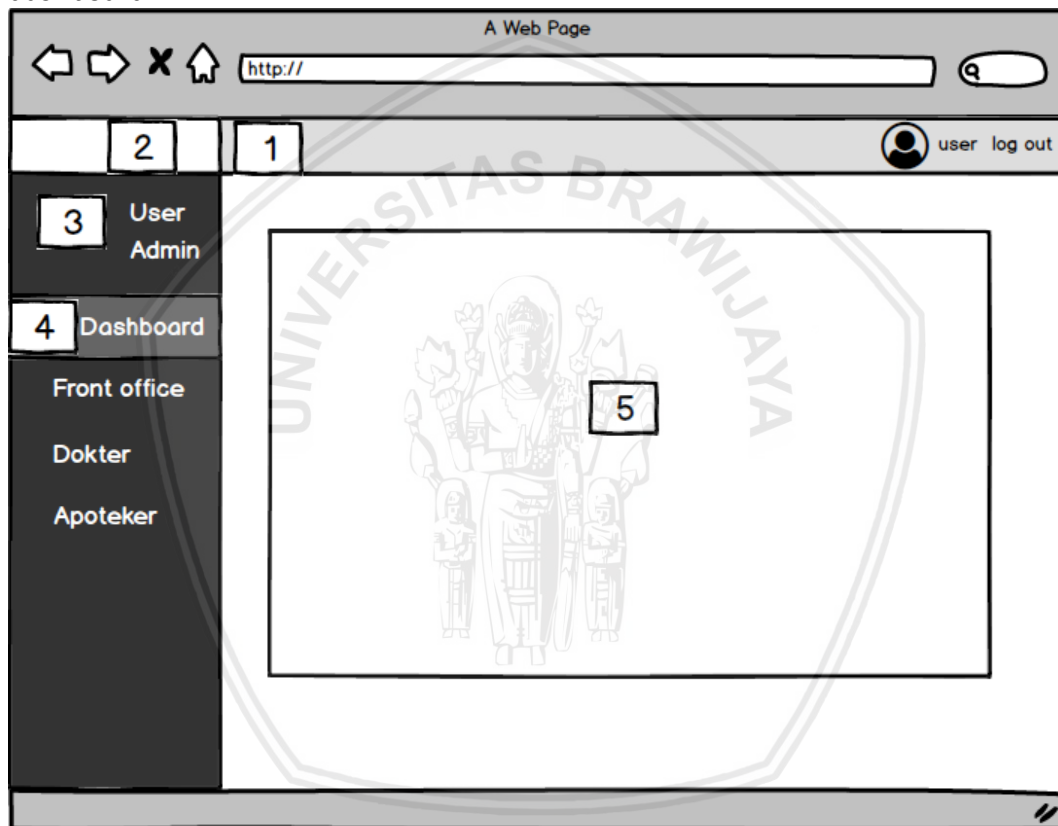 A Web Page
http://
2
1
user log out
3
User
Admin
4 Dashboard
Front office
Dokter
Apoteker
5
UNIVERSITAS BRAWIJAYA